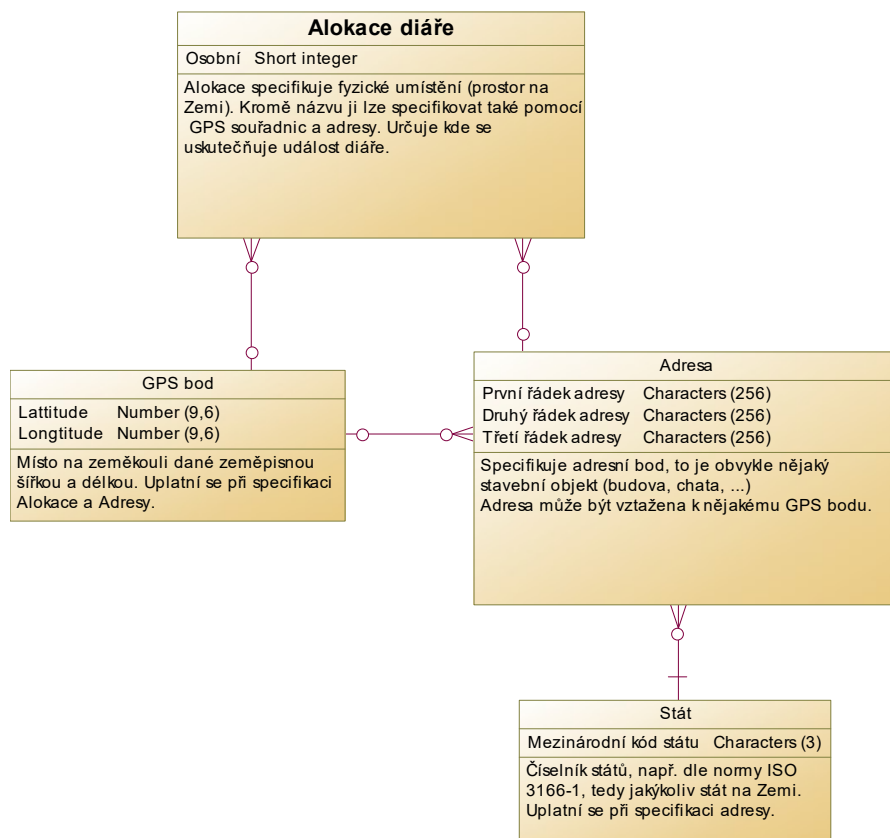 Alokace diáře
Osobní Short integer
Alokace specifikuje fyzické umístění (prostor na
Zemi). Kromě názvu ji lze specifikovat také pomocí
GPS souřadnic a adresy. Určuje kde se
uskutečňuje událost diáře.
GPS bod
Lattitude Number (9,6)
Longtitude Number (9,6)
Místo na zeměkouli dané zeměpisnou
šířkou a délkou. Uplatní se při specifikaci
Alokace a Adresy.
Adresa
První řádek adresy Characters (256)
Druhý řádek adresy Characters (256)
Třetí řádek adresy Characters (256)
Specifikuje adresní bod, to je obvykle nějaký
stavební objekt (budova, chata, ...)
Adresa může být vztažena k nějakému GPS bodu.
Stát
Mezinárodní kód státu Characters (3)
Číselník států, např. dle normy ISO
3166-1, tedy jakýkoliv stát na Zemi.
Uplatní se při specifikaci adresy.